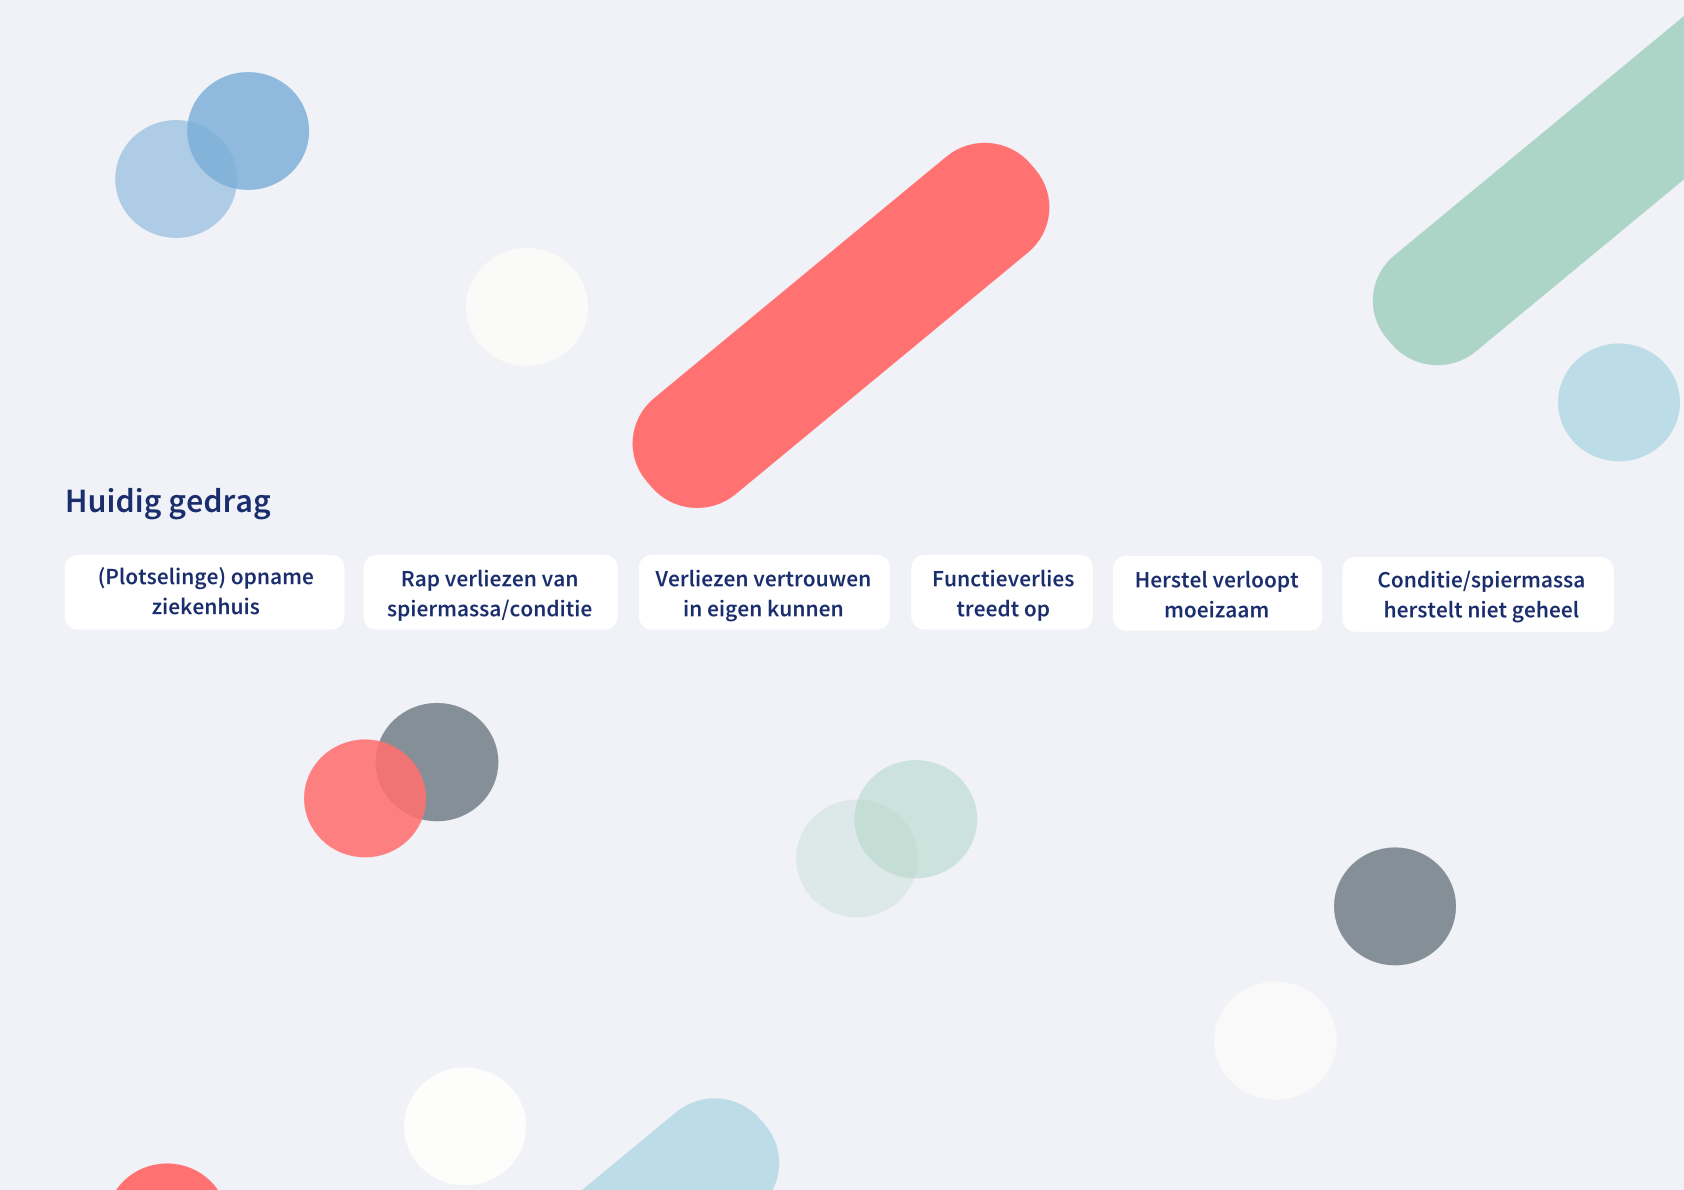 Huidig gedrag
(Plotselinge) opname
ziekenhuis
Rap verliezen van
spiermassa/conditie
Verliezen vertrouwen
in eigen kunnen
Functieverlies
treedt op
Herstel verloopt
moeizaam
Conditie/spiermassa
herstelt niet geheel